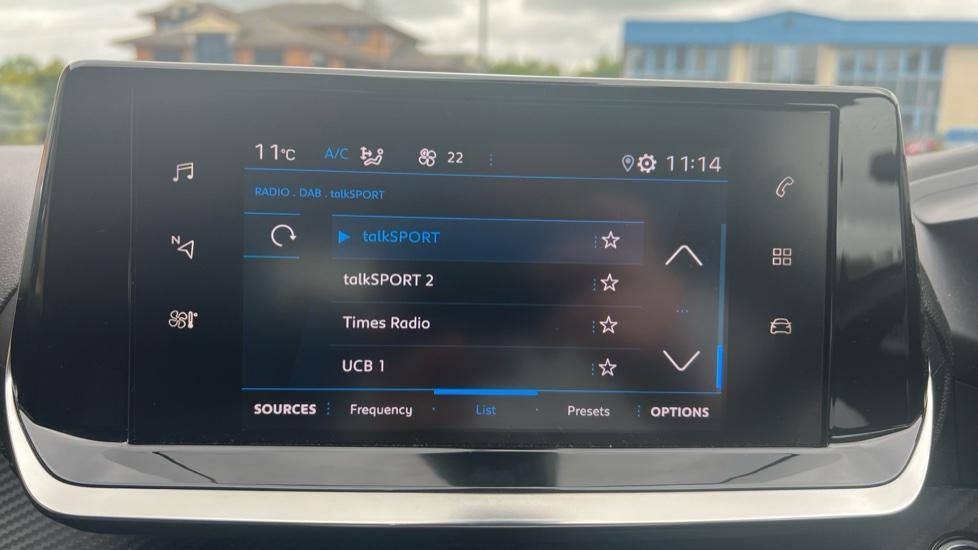 11°C A/C 22 11:14
RADIO . DAB . talkSPORT
talkSPORT
N
talkSPORT 2
Times Radio
UCB 1
SOURCES Frequency List Presets OPTIONS